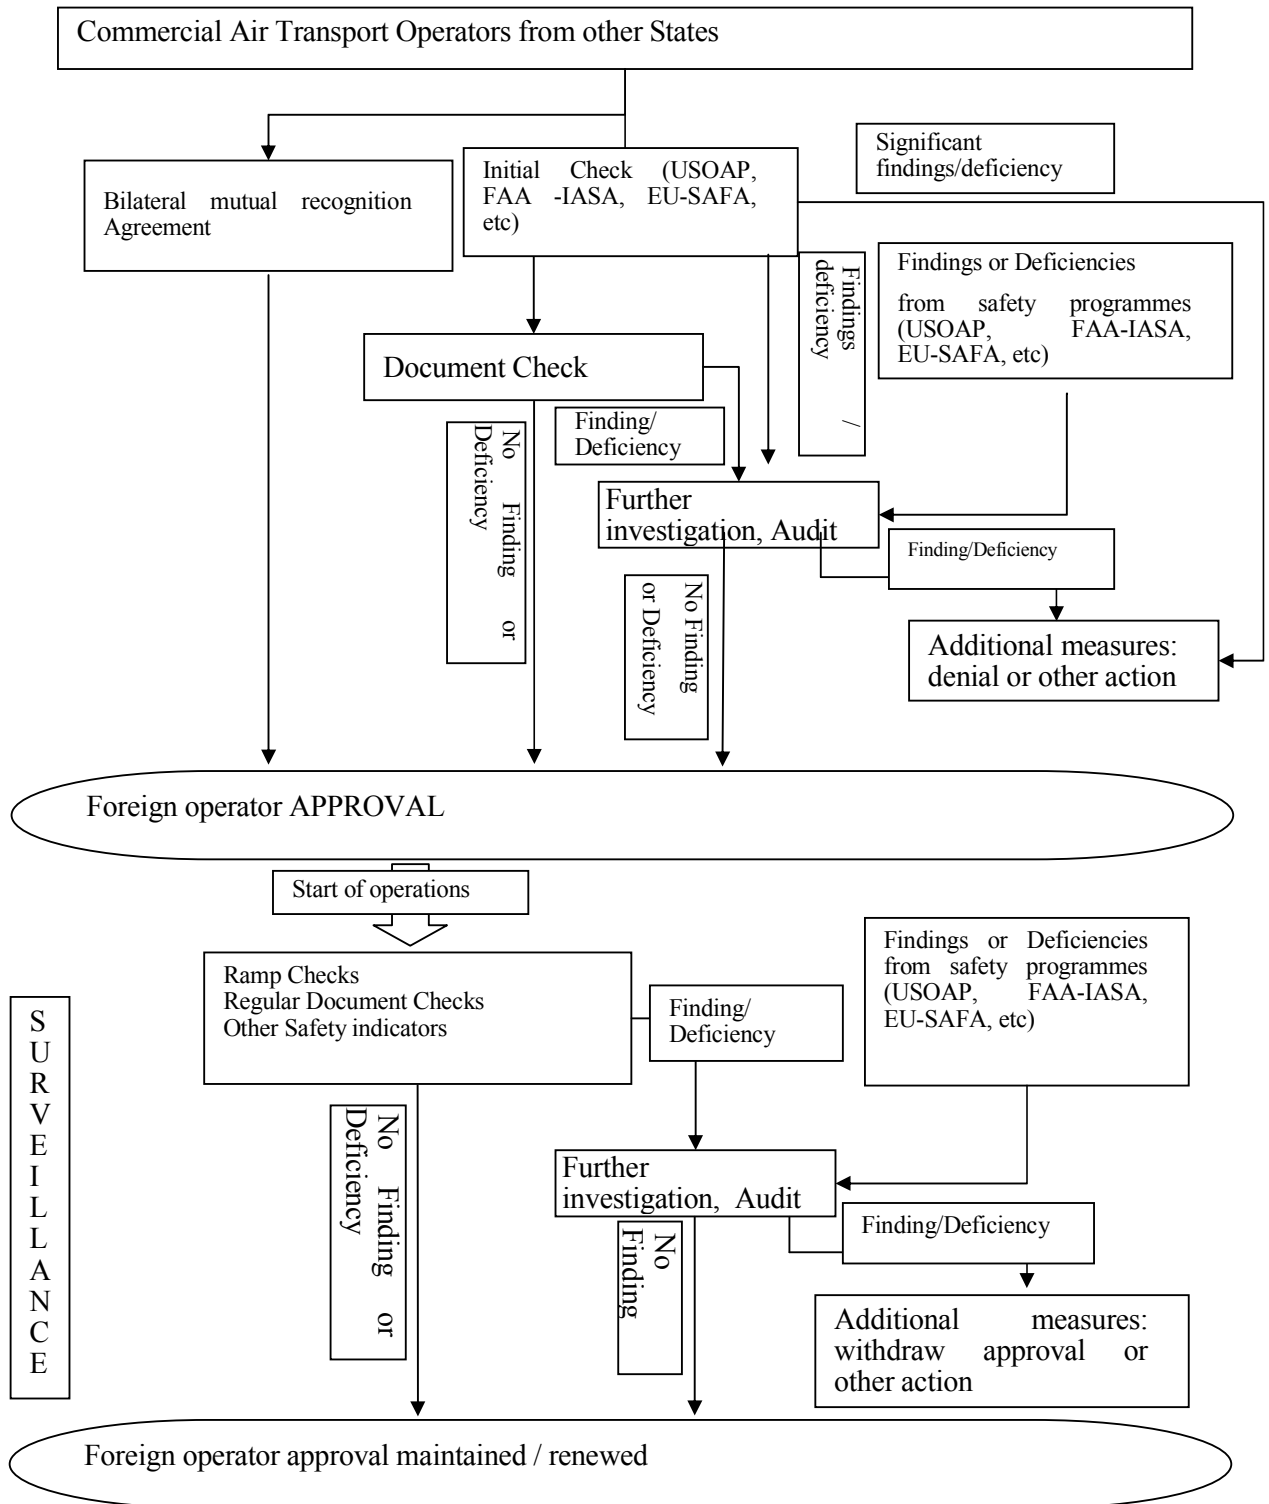 Commercial Air Transport Operators from other States
Significant
findings/deficiency
Initial Check (USOAP,
FAA -IASA, EU-SAFA,
etc)
Bilateral mutual recognition
Agreement
Findings or Deficiencies
from safety programmes
(USOAP, FAA-IASA,
EU-SAFA, etc)
Findings /
deficiency
Document Check
Finding/
Deficiency
No Finding or
Deficiency
Further
investigation, Audit
Finding/Deficiency
No Finding
or Deficiency
Additional measures:
denial or other action
Foreign operator APPROVAL
Start of operations
Findings or Deficiencies
from safety programmes
(USOAP, FAA-IASA,
EU-SAFA, etc)
Ramp Checks
Regular Document Checks
Other Safety indicators
Finding/
Deficiency
S
U
R
V
E
I
L
L
A
N
C
E
No Finding or
Deficiency
Further
investigation, Audit
Finding/Deficiency
No
Finding
Additional measures:
withdraw approval or
other action
Foreign operator approval maintained / renewed